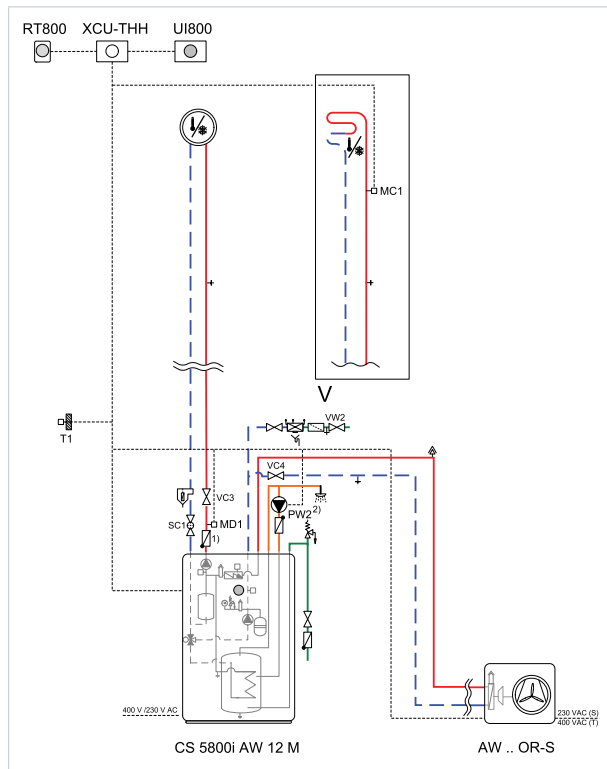 RT800 XCU-THH UI800
MC1
V
T1
VW2
VC4
VC3
PW2 2)
SC1
MD1
1)
400 V /230 V AC
230 VAC (S)
400 VAC (T)
CS 5800i AW 12 M
AW .. OR-S